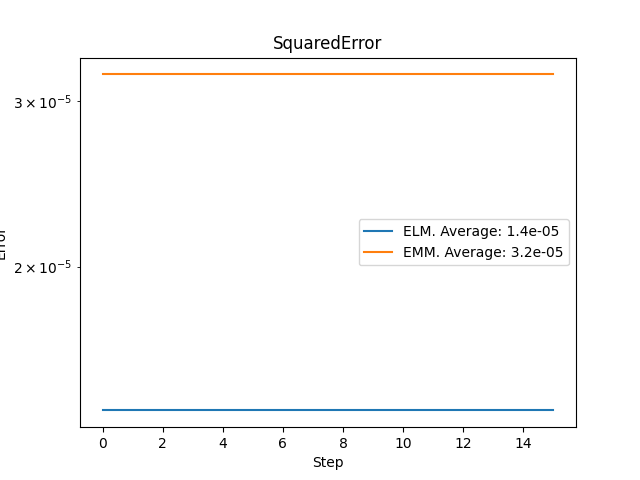 SquaredError
3 × 10⁻⁵
2 × 10⁻⁵
Error
ELM. Average: 1.4e-05
EMM. Average: 3.2e-05
0 2 4 6 8 10 12 14
Step